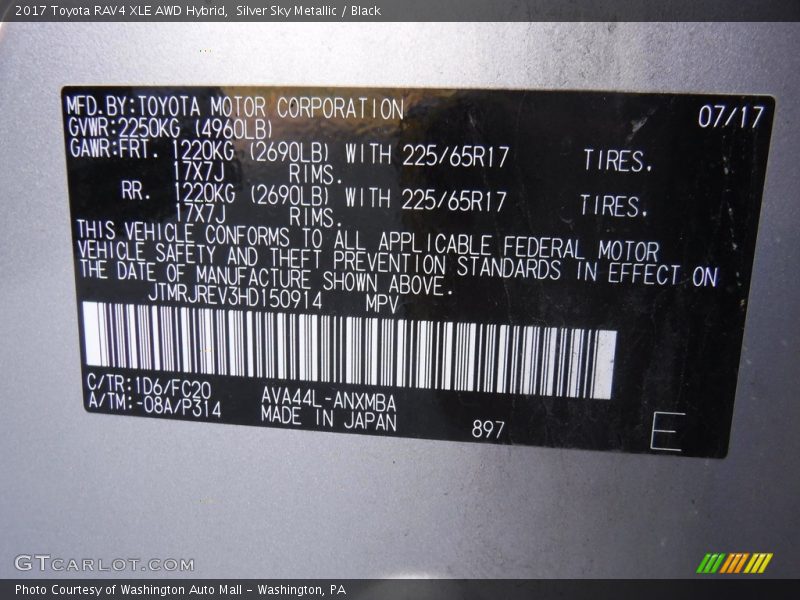 2017 Toyota RAV4 XLE AWD Hybrid,  Silver Sky Metallic / Black
MFD.BY:TOYOTA MOTOR CORPORATION 07/17
GVWR:2250KG (4960LB)
GAWR:FRT. 1220KG (2690LB) WITH 225/65R17 TIRES.
17X7J RIMS.
RR. 1220KG (2690LB) WITH 225/65R17 TIRES.
17X7J RIMS.
THIS VEHICLE CONFORMS TO ALL APPLICABLE FEDERAL MOTOR
VEHICLE SAFETY AND THEFT PREVENTION STANDARDS IN EFFECT ON
THE DATE OF MANUFACTURE SHOWN ABOVE.
JTMRJREV3HD150914 MPV
C/TR:1D6/FC20 AVA44L-ANXMBA
A/TM:-08A/P314 MADE IN JAPAN 897 E
GTCARLOT.COM
Photo Courtesy of Washington Auto Mall - Washington, PA